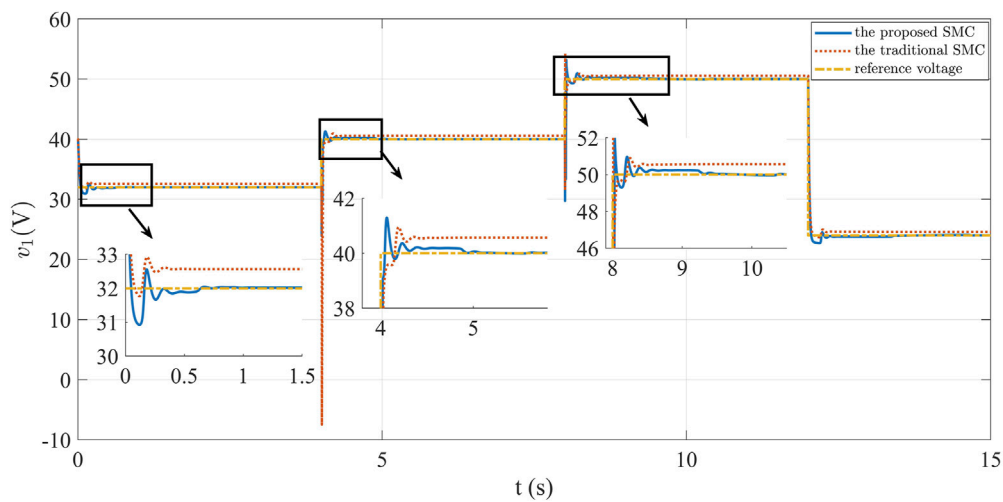 60
50
40
30
20
10
0
-10
v1(V)
the proposed SMC
the traditional SMC
reference voltage
52
50
48
46
8 9 10
42
40
38
4 5
33
32
31
30
0 0.5 1 1.5
0 5 10 15
t (s)